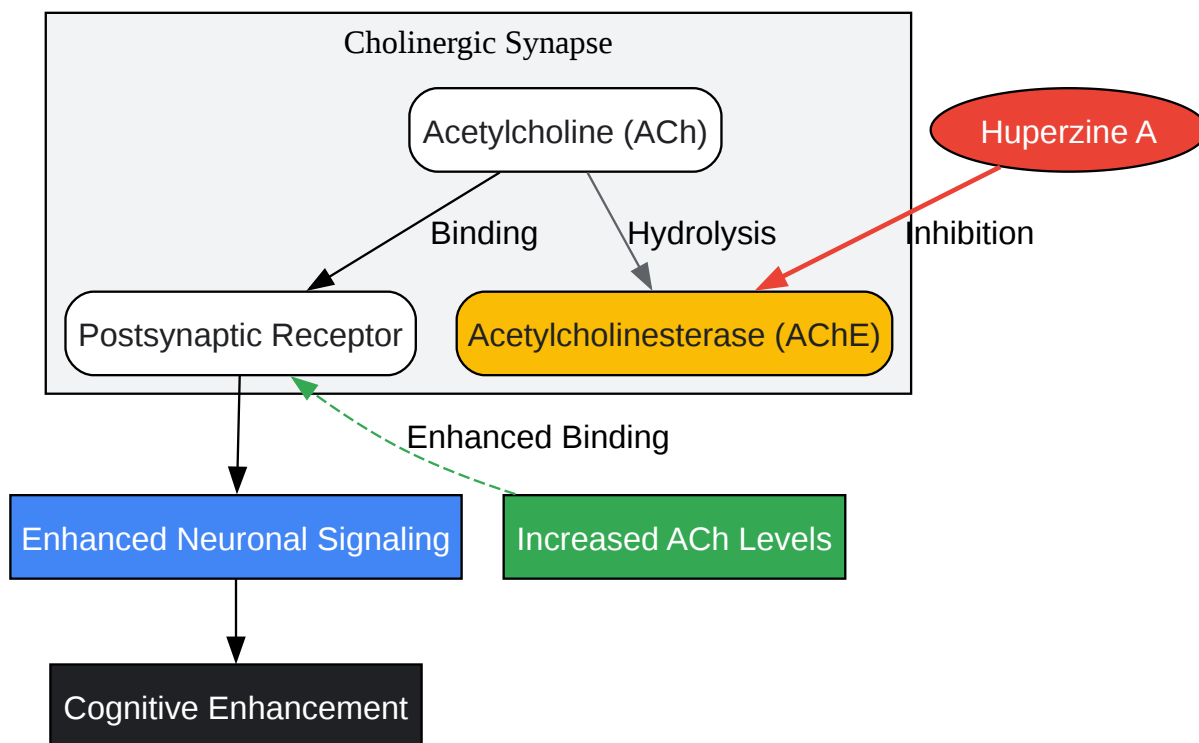 Cholinergic Synapse
Acetylcholine (ACh)
Huperzine A
Binding
Hydrolysis
Inhibition
Postsynaptic Receptor
Acetylcholinesterase (AChE)
Enhanced Binding
Enhanced Neuronal Signaling
Increased ACh Levels
Cognitive Enhancement